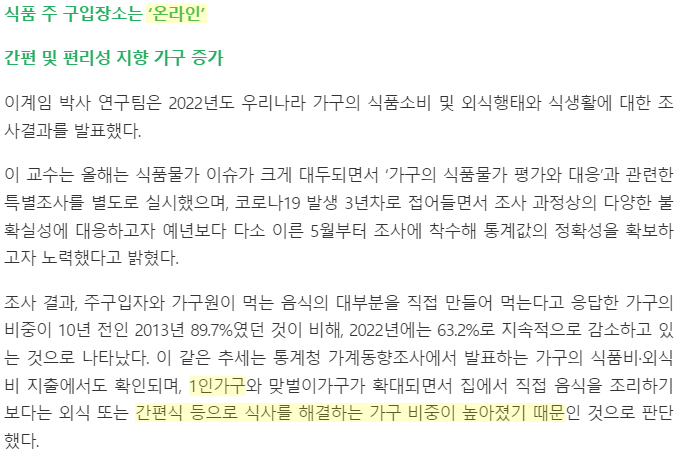 식품 주 구입장소는 '온라인'
간편 및 편리성 지향 가구 증가
이계임 박사 연구팀은 2022년도 우리나라 가구의 식품소비 및 외식행태와 식생활에 대한 조
사결과를 발표했다.
이 교수는 올해는 식품물가 이슈가 크게 대두되면서 '가구의 식품물가 평가와 대응'과 관련한
특별조사를 별도로 실시했으며, 코로나19 발생 3년차로 접어들면서 조사 과정상의 다양한 불
확실성에 대응하고자 예년보다 다소 이른 5월부터 조사에 착수해 통계값의 정확성을 확보하
고자 노력했다고 밝혔다.
조사 결과, 주구입자와 가구원이 먹는 음식의 대부분을 직접 만들어 먹는다고 응답한 가구의
비중이 10년 전인 2013년 89.7%였던 것이 비해, 2022년에는 63.2%로 지속적으로 감소하고 있
는 것으로 나타났다. 이 같은 추세는 통계청 가계동향조사에서 발표하는 가구의 식품비·외식
비 지출에서도 확인되며, 1인가구와 맞벌이가구가 확대되면서 집에서 직접 음식을 조리하기
보다는 외식 또는 간편식 등으로 식사를 해결하는 가구 비중이 높아졌기 때문인 것으로 판단
했다.